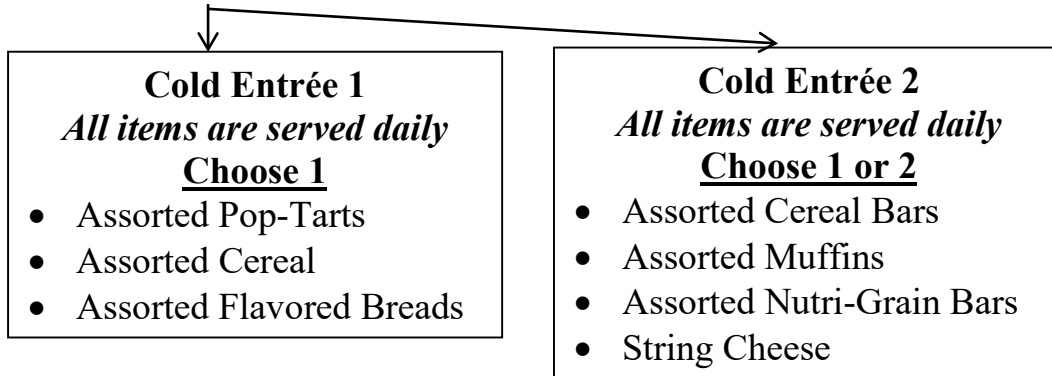 Cold Entrée 1
All items are served daily
Choose 1
• Assorted Pop-Tarts
• Assorted Cereal
• Assorted Flavored Breads
Cold Entrée 2
All items are served daily
Choose 1 or 2
• Assorted Cereal Bars
• Assorted Muffins
• Assorted Nutri-Grain Bars
• String Cheese